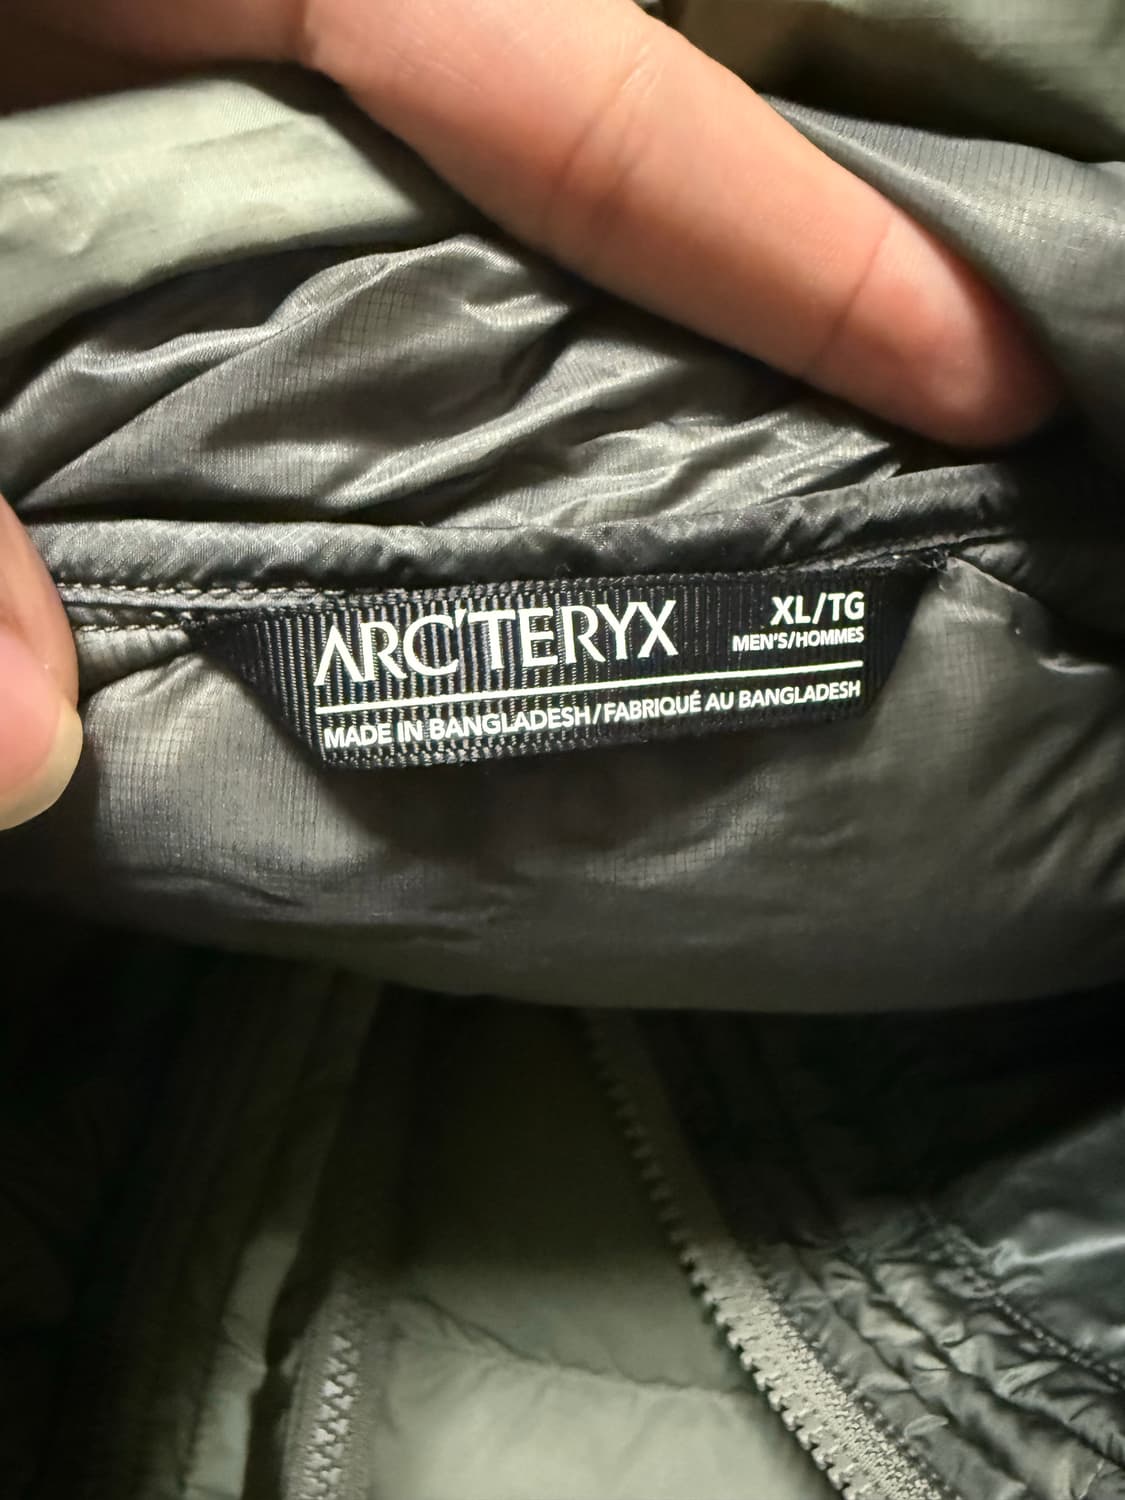 ARC'TERYX
XL/TG
MEN'S/HOMMES
MADE IN BANGLADESH/FABRIQUÉ AU BANGLADESH